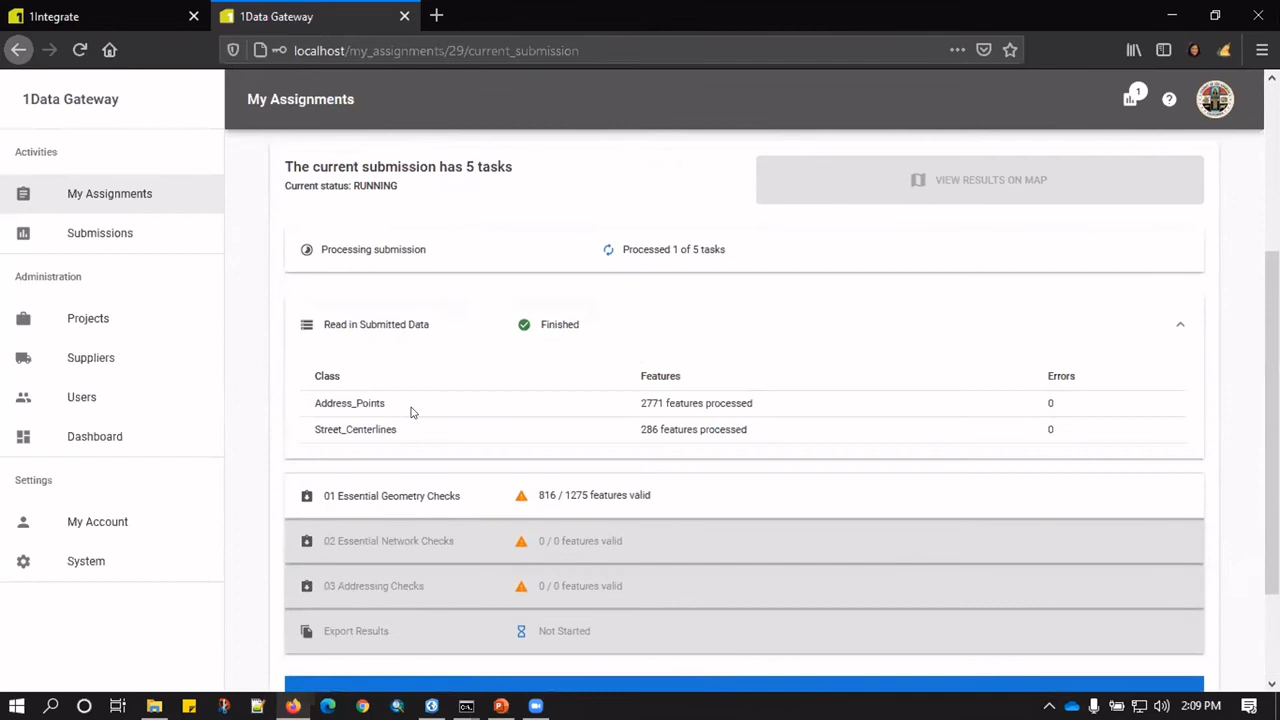 1Integrate
1Data Gateway
localhost/my_assignments/29/current_submission
1Data Gateway
My Assignments
1
Activities
My Assignments
Submissions
Administration
Projects
Suppliers
Users
Dashboard
Settings
My Account
System
The current submission has 5 tasks
Current status: RUNNING
VIEW RESULTS ON MAP
Processing submission
Processed 1 of 5 tasks
Read in Submitted Data
Finished
Class Features Errors
Address_Points 2771 features processed 0
Street_Centerlines 286 features processed 0
01 Essential Geometry Checks
816 / 1275 features valid
02 Essential Network Checks
0 / 0 features valid
03 Addressing Checks
0 / 0 features valid
Export Results
Not Started
2:09 PM